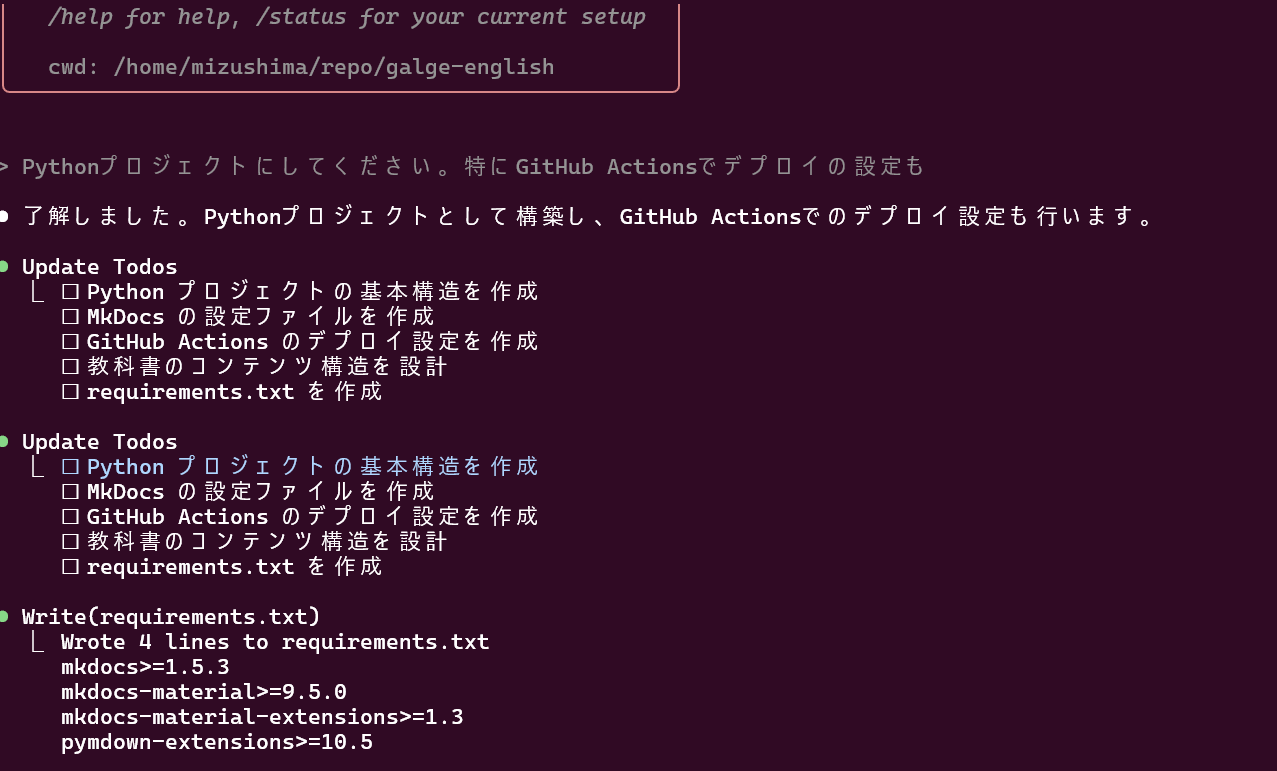 /help for help, /status for your current setup
cwd: /home/mizushima/repo/galge-english
> Pythonプロジェクトにしてください。特にGitHub Actionsでデプロイの設定も
● 了解しました。Pythonプロジェクトとして構築し、GitHub Actionsでのデプロイ設定も行います。
● Update Todos
⎿ ☐ Python プロジェクトの基本構造を作成
☐ MkDocs の設定ファイルを作成
☐ GitHub Actions のデプロイ設定を作成
☐ 教科書のコンテンツ構造を設計
☐ requirements.txt を作成
● Update Todos
⎿ ☐ Python プロジェクトの基本構造を作成
☐ MkDocs の設定ファイルを作成
☐ GitHub Actions のデプロイ設定を作成
☐ 教科書のコンテンツ構造を設計
☐ requirements.txt を作成
● Write(requirements.txt)
⎿ Wrote 4 lines to requirements.txt
mkdocs>=1.5.3
mkdocs-material>=9.5.0
mkdocs-material-extensions>=1.3
pymdown-extensions>=10.5